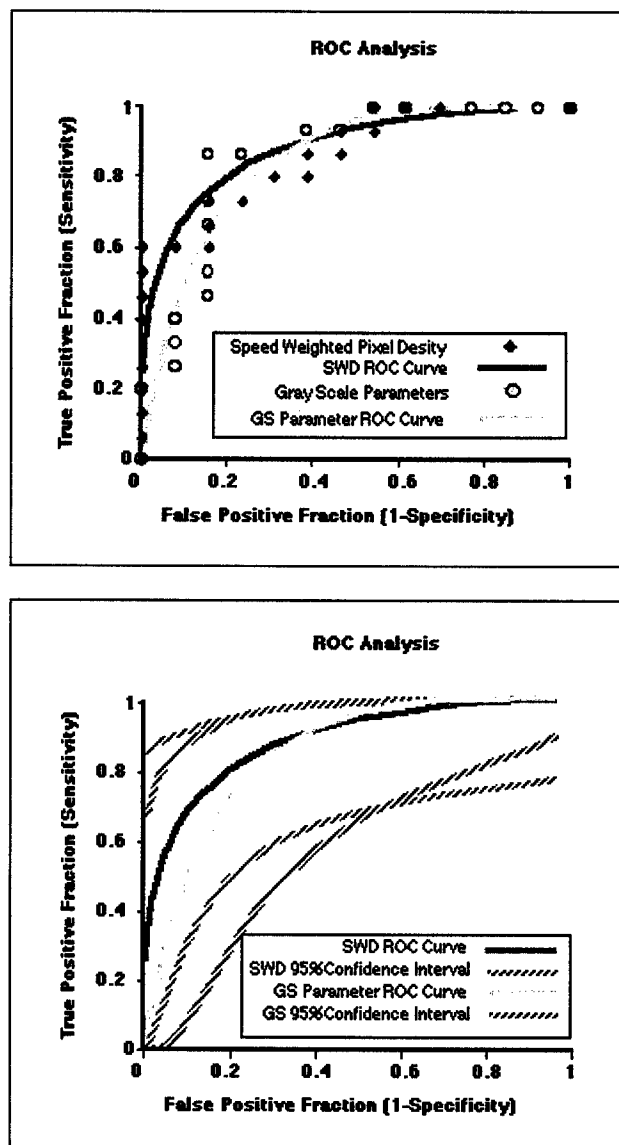 ROC Analysis
True Positive Fraction (Sensitivity)
1
0.8
0.6
0.4
0.2
0
Speed Weighted Pixel Desity
SWD ROC Curve
Gray Scale Parameters
GS Parameter ROC Curve
0 0.2 0.4 0.6 0.8 1
False Positive Fraction (1-Specificity)
ROC Analysis
True Positive Fraction (Sensitivity)
1
0.8
0.6
0.4
0.2
0
SWD ROC Curve
SWD 95%Confidence Interval
GS Parameter ROC Curve
GS 95%Confidence Interval
0 0.2 0.4 0.6 0.8 1
False Positive Fraction (1-Specificity)